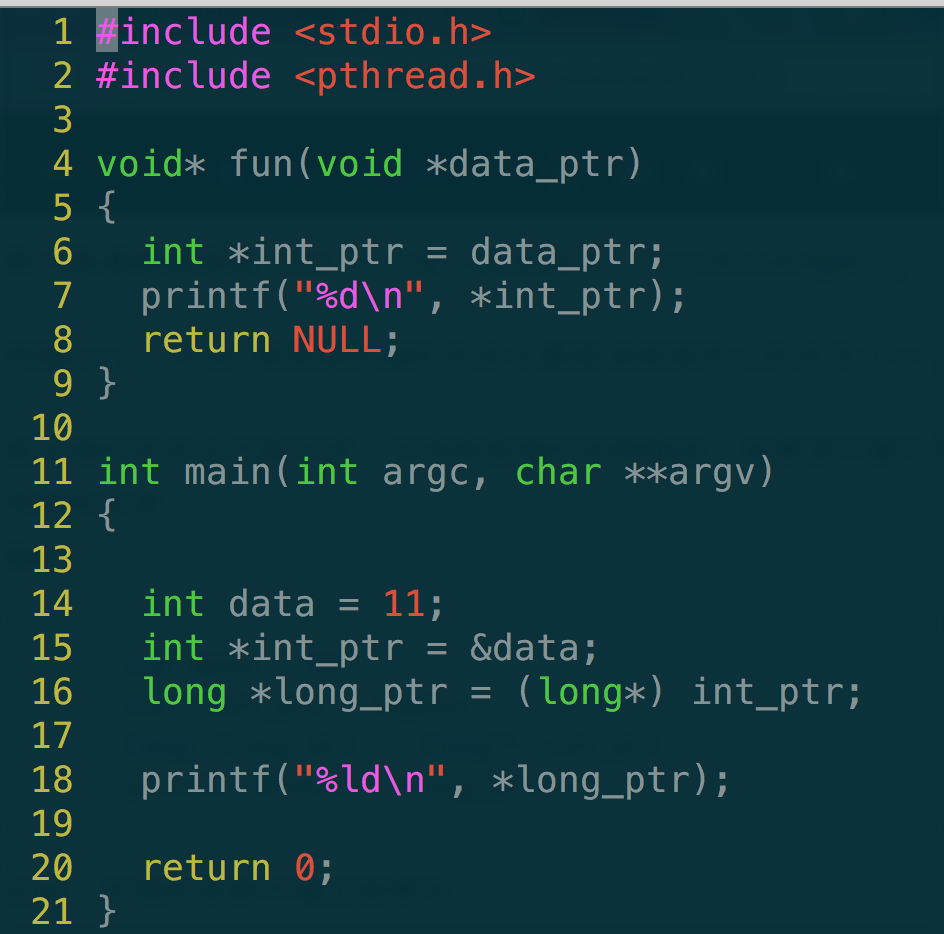 1 #include <stdio.h>
2 #include <pthread.h>
3
4 void* fun(void *data_ptr)
5 {
6   int *int_ptr = data_ptr;
7   printf("%d\n", *int_ptr);
8   return NULL;
9 }
10
11 int main(int argc, char **argv)
12 {
13
14   int data = 11;
15   int *int_ptr = &data;
16   long *long_ptr = (long*) int_ptr;
17
18   printf("%ld\n", *long_ptr);
19
20   return 0;
21 }